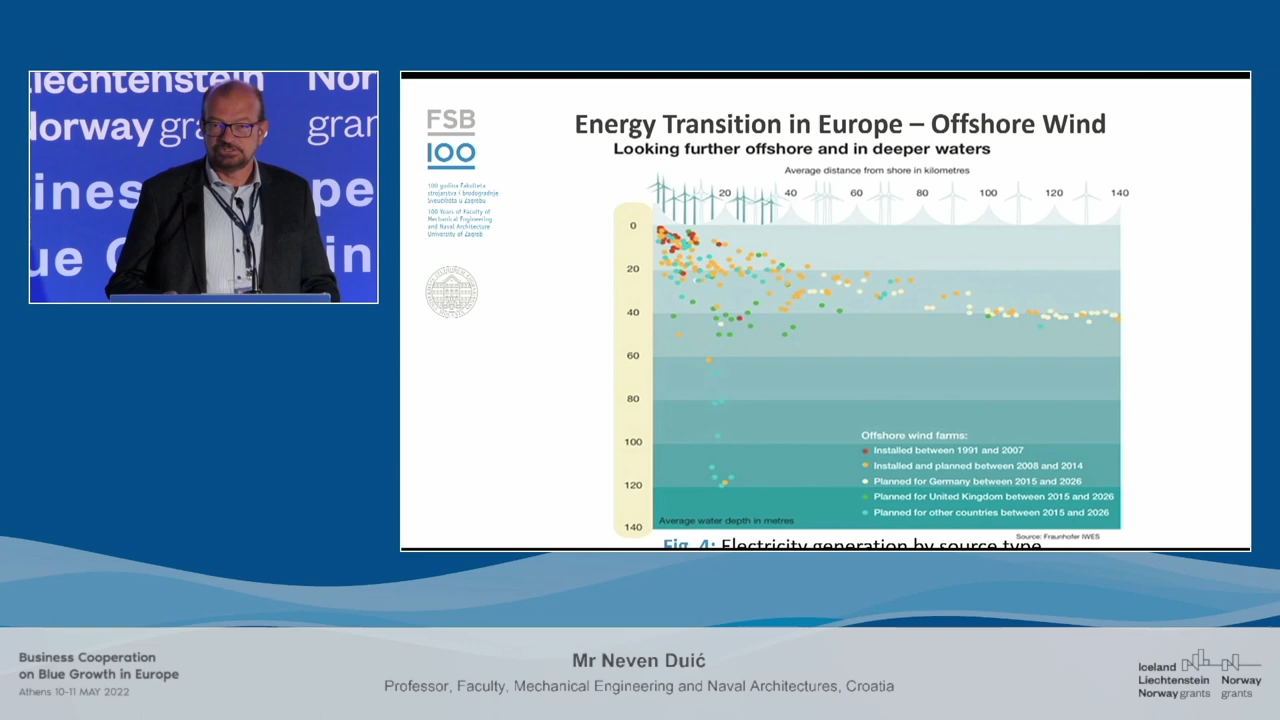 Liechtenstein Nor
Norway gra gran
ines pe
ue G in
FSB
100
100 godina Fakulteta
strojarstva i brodogradnje
Sveučilišta u Zagrebu
100 Years of Faculty of
Mechanical Engineering
and Naval Architecture
University of Zagreb
Energy Transition in Europe – Offshore Wind
Looking further offshore and in deeper waters
Average distance from shore in kilometres
20 40 60 80 100 120 140
0
20
40
60
80
100
120
140
Offshore wind farms:
Installed between 1991 and 2007
Installed and planned between 2008 and 2014
Planned for Germany between 2015 and 2026
Planned for United Kingdom between 2015 and 2026
Planned for other countries between 2015 and 2026
Average water depth in metres
Source: Fraunhofer IWES
Fig. 4: Electricity generation by source type
Business Cooperation
on Blue Growth in Europe
Athens 10-11 MAY 2022
Mr Neven Duić
Professor, Faculty, Mechanical Engineering and Naval Architectures, Croatia
Iceland
Liechtenstein Norway
Norway grants grants